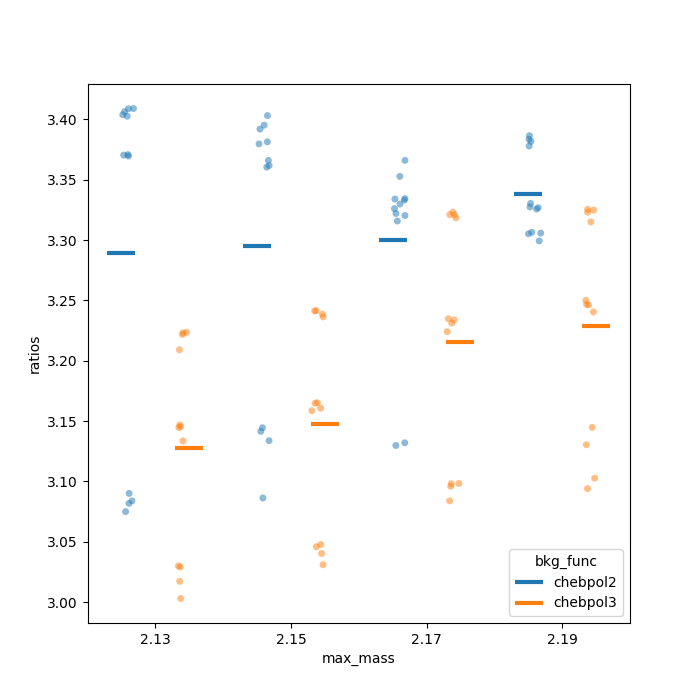 3.40
3.35
3.30
3.25
3.20
3.15
3.10
3.05
3.00
ratios
2.13
2.15
2.17
2.19
max_mass
bkg_func
chebpol2
chebpol3